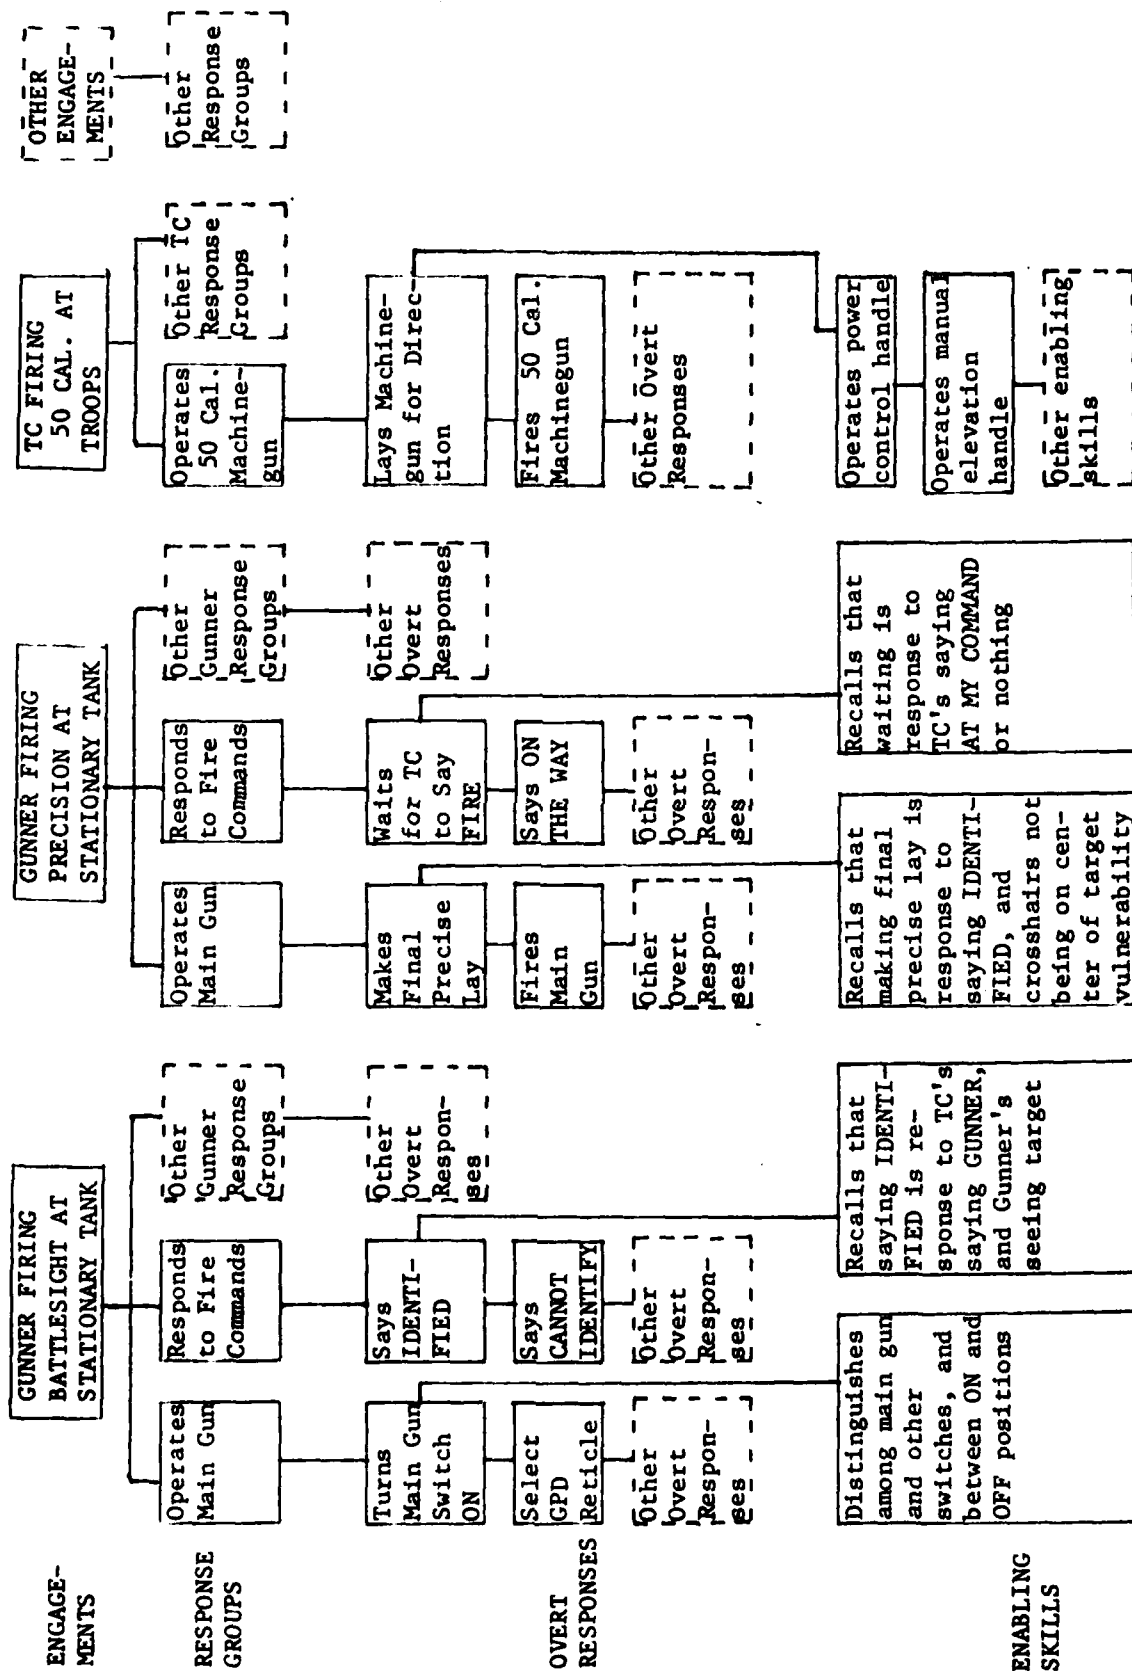 ENGAGE-
MENTS
GUNNER FIRING
BATTLESIGHT AT
STATIONARY TANK
GUNNER FIRING
PRECISION AT
STATIONARY TANK
TC FIRING
50 CAL. AT
TROOPS
OTHER
ENGAGE-
MENTS
RESPONSE
GROUPS
Operates
Main Gun
Responds
to Fire
Commands
Other
Gunner
Response
Groups
Operates
Main Gun
Responds
to Fire
Commands
Other
Gunner
Response
Groups
Operates
50 Cal.
Machine-
gun
Other TC
Response
Groups
Other
Response
Groups
OVERT
RESPONSES
Turns
Main Gun
Switch
ON
Select
GPD
Reticle
Other
Overt
Respon-
ses
Says
IDENTI-
FIED
Says
CANNOT
IDENTIFY
Other
Overt
Respon-
ses
Other
Overt
Respon-
ses
Makes
Final
Precise
Lay
Fires
Main
Gun
Other
Overt
Respon-
ses
Waits
for TC
to Say
FIRE
Says ON
THE WAY
Other
Overt
Respon-
ses
Other
Overt
Responses
Lays Machine-
gun for Direc-
tion
Fires 50 Cal.
Machinegun
Other Overt
Responses
ENABLING
SKILLS
Distinguishes
among main gun
and other
switches, and
between ON and
OFF positions
Recalls that
saying IDENTI-
FIED is re-
sponse to TC's
saying GUNNER,
and Gunner's
seeing target
Recalls that
making final
precise lay is
response to
saying IDENTI-
FIED, and
crosshairs not
being on cen-
ter of target
vulnerability
Recalls that
waiting is
response to
TC's saying
AT MY COMMAND
or nothing
Operates power
control handle
Operates manual
elevation
handle
Other enabling
skills